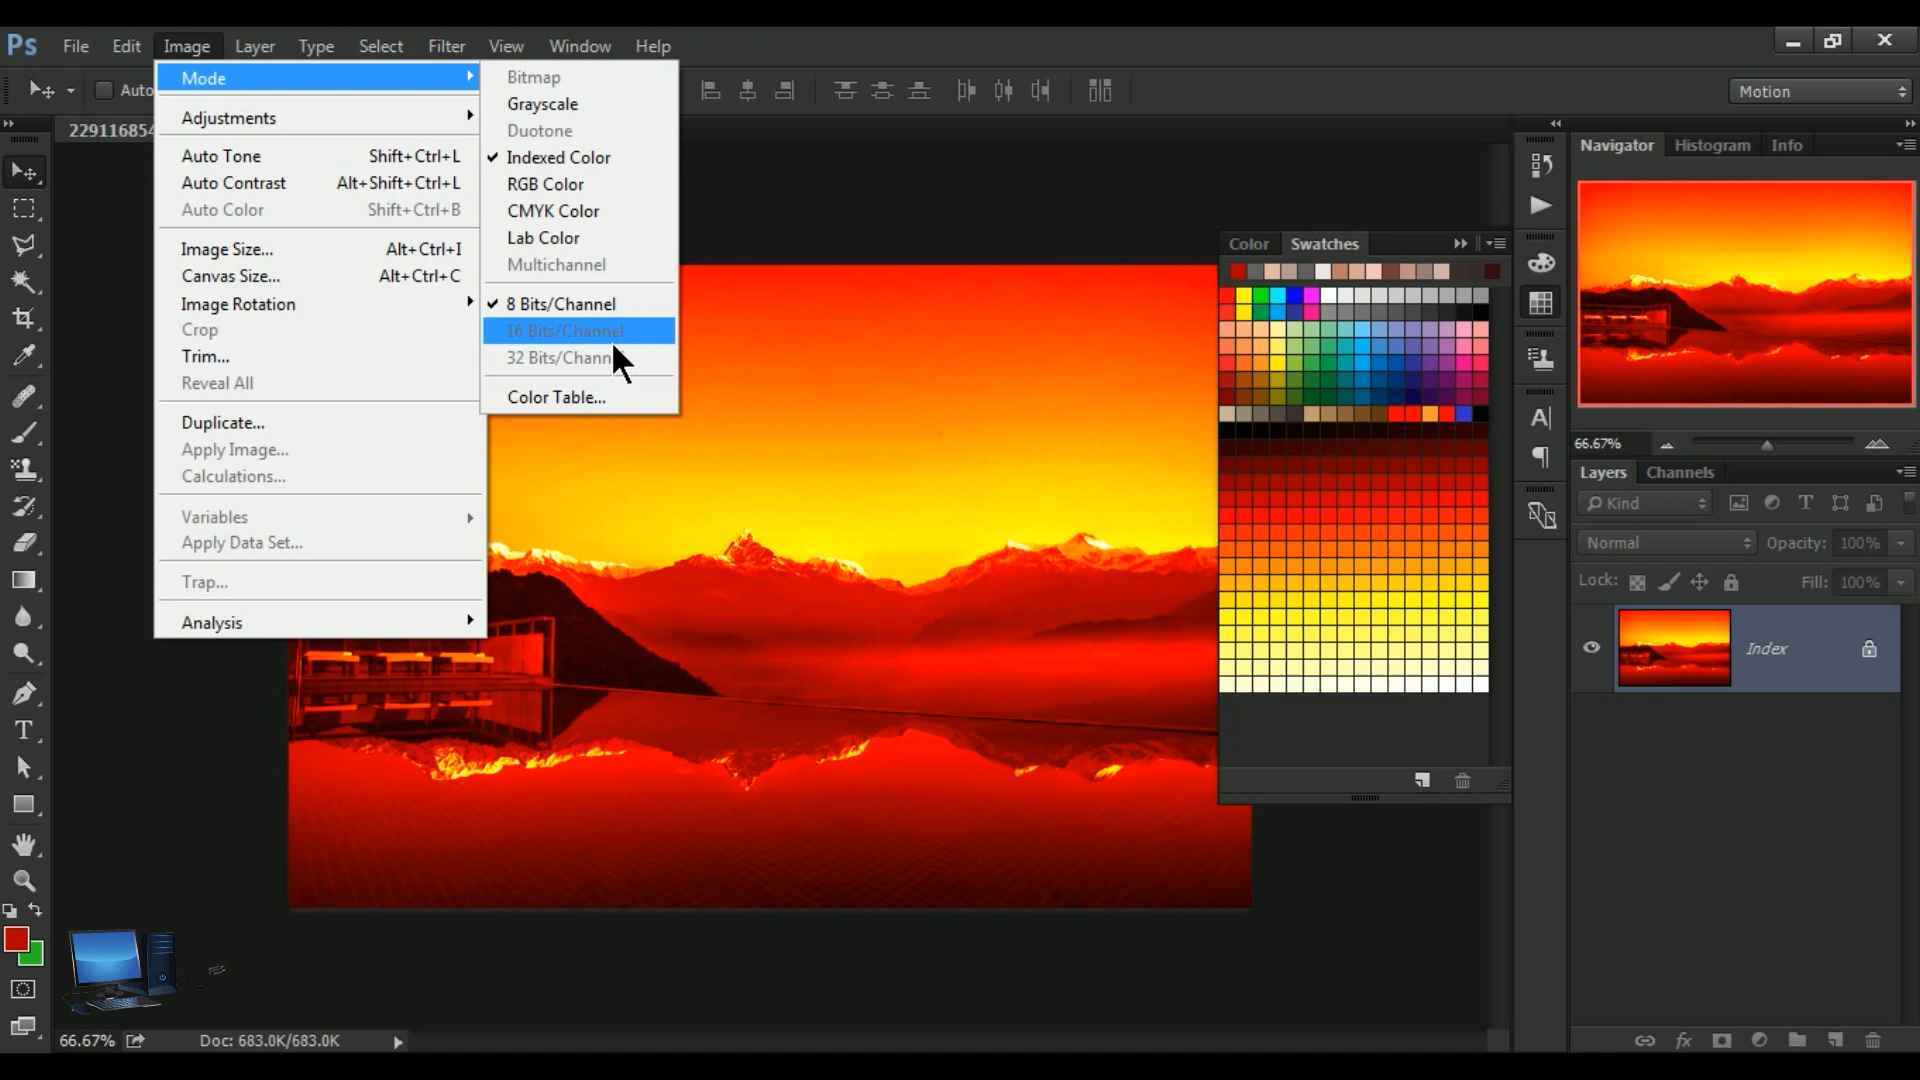 Ps File Edit Image Layer Type Select Filter View Window Help
Auto
Motion
22911685
Mode
Adjustments
Auto Tone Shift+Ctrl+L
Auto Contrast Alt+Shift+Ctrl+L
Auto Color Shift+Ctrl+B
Image Size... Alt+Ctrl+I
Canvas Size... Alt+Ctrl+C
Image Rotation
Crop
Trim...
Reveal All
Duplicate...
Apply Image...
Calculations...
Variables
Apply Data Set...
Trap...
Analysis
Bitmap
Grayscale
Duotone
Indexed Color
RGB Color
CMYK Color
Lab Color
Multichannel
8 Bits/Channel
16 Bits/Channel
32 Bits/Chann
Color Table...
Color Swatches
Navigator Histogram Info
66.67%
Layers Channels
Kind
Normal Opacity: 100%
Lock: Fill: 100%
Index
66.67% Doc: 683.0K/683.0K